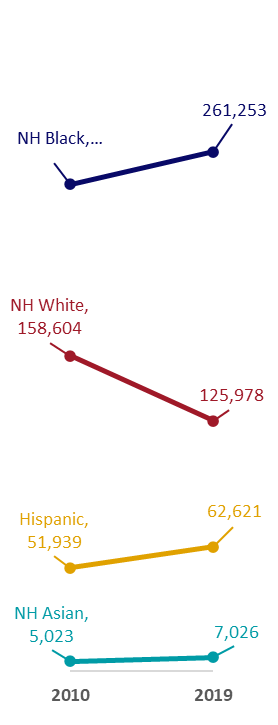 261,253
NH Black,...
NH White,
158,604
125,978
Hispanic,
51,939
62,621
NH Asian,
5,023
7,026
2010 2019